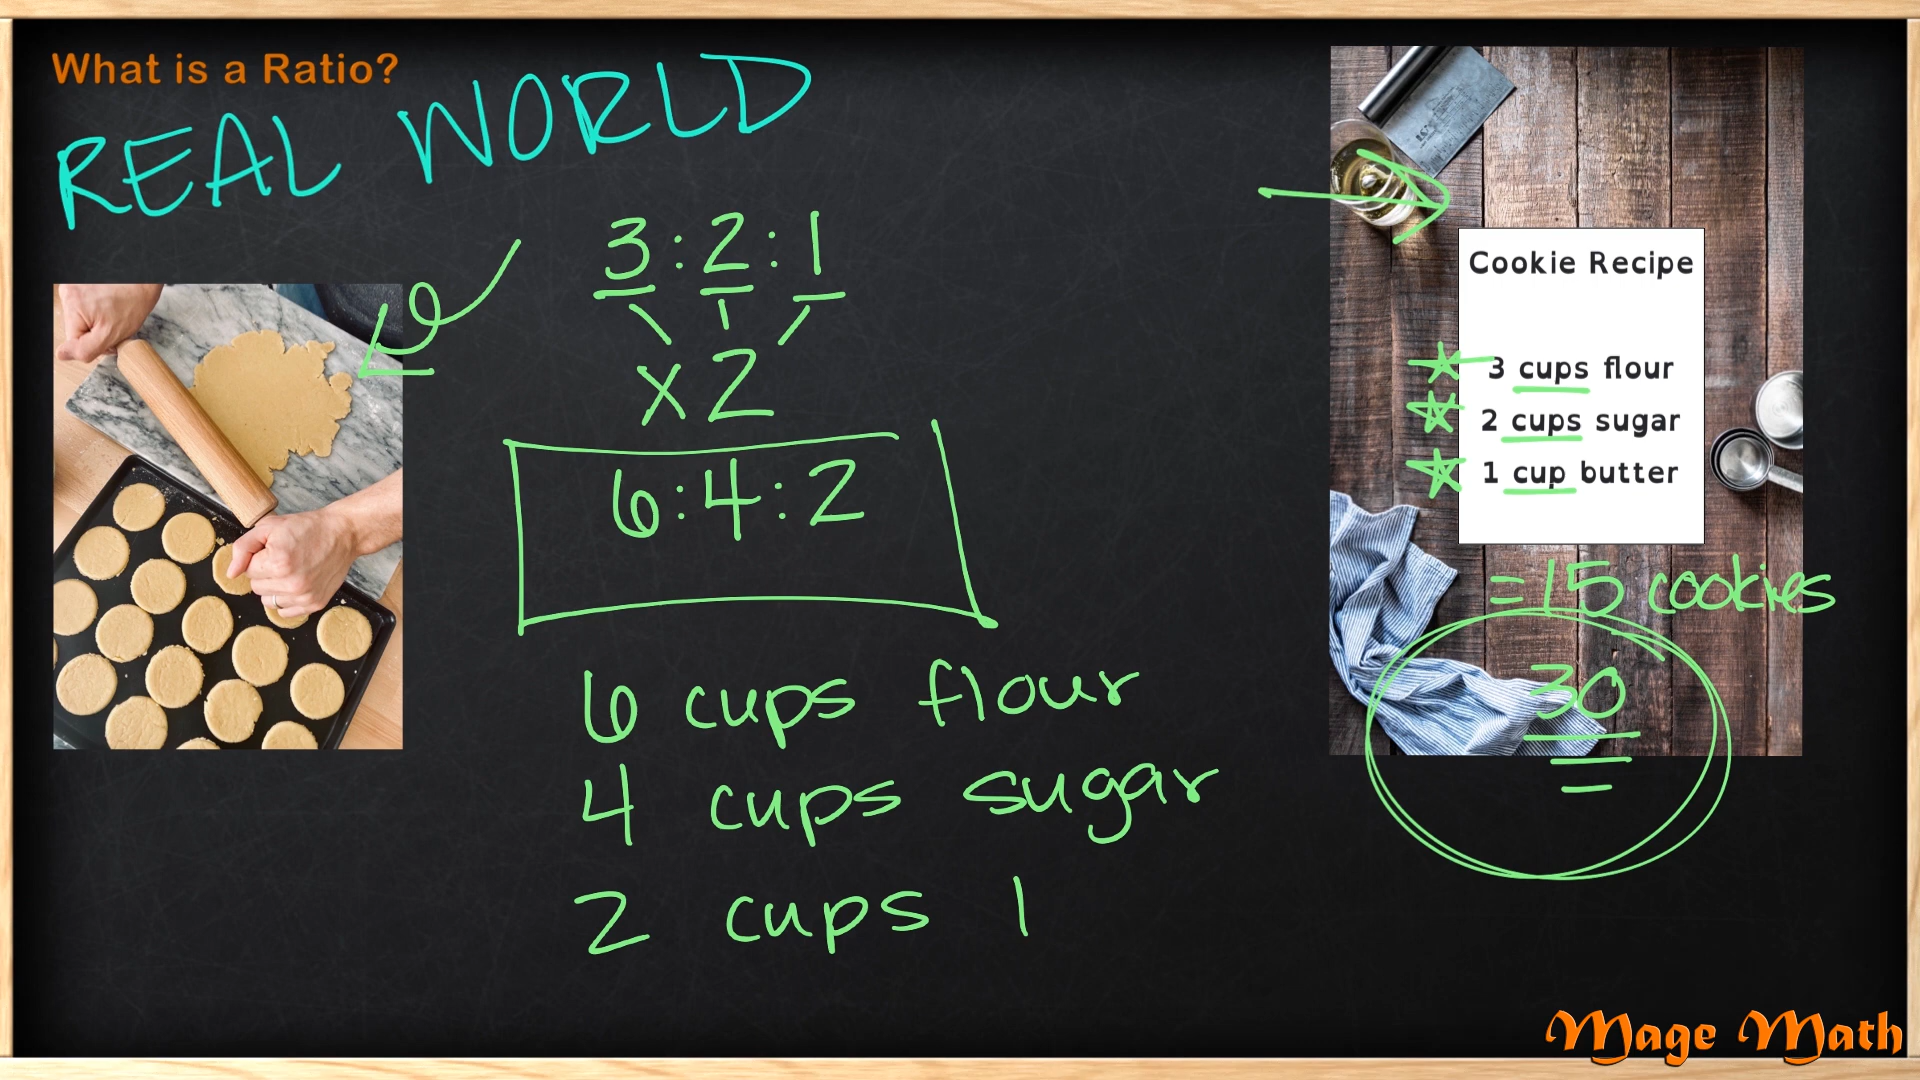 What is a Ratio?
REAL WORLD
3:2:1
x2
6:4:2
6 cups flour
4 cups sugar
2 cups
Cookie Recipe
3 cups flour
2 cups sugar
1 cup butter
=15 cookies
30
Mage Math